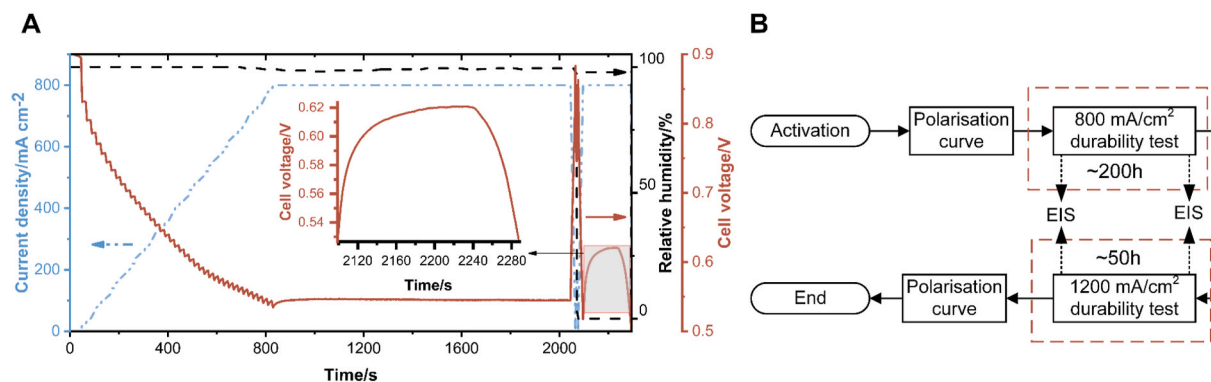 A
B
Current density/mA cm-2
800
600
400
200
0
0
400
800
1200
1600
2000
Time/s
100
50
0
Relative humidity/%
0.9
0.8
0.7
0.6
0.5
Cell voltage/V
0.62
0.60
0.58
0.56
0.54
Cell voltage/V
2120
2160
2200
2240
2280
Time/s
Activation
Polarisation
curve
800 mA/cm²
durability test
~200h
EIS
EIS
~50h
End
Polarisation
curve
1200 mA/cm²
durability test